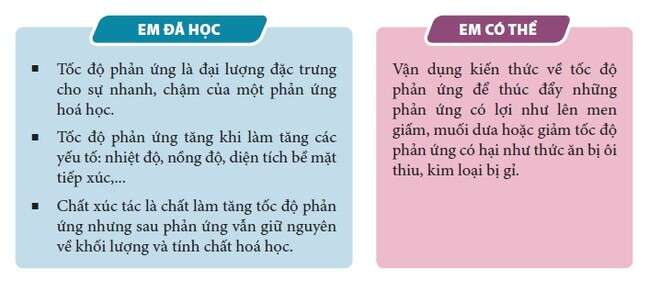 EM ĐÃ HỌC
Tốc độ phản ứng là đại lượng đặc trưng
cho sự nhanh, chậm của một phản ứng
hoá học.
Tốc độ phản ứng tăng khi làm tăng các
yếu tố: nhiệt độ, nồng độ, diện tích bề mặt
tiếp xúc,...
Chất xúc tác là chất làm tăng tốc độ phản
ứng nhưng sau phản ứng vẫn giữ nguyên
về khối lượng và tính chất hoá học.
EM CÓ THỂ
Vận dụng kiến thức về tốc độ
phản ứng để thúc đẩy những
phản ứng có lợi như lên men
giấm, muối dưa hoặc giảm tốc độ
phản ứng có hại như thức ăn bị ôi
thiu, kim loại bị gỉ.